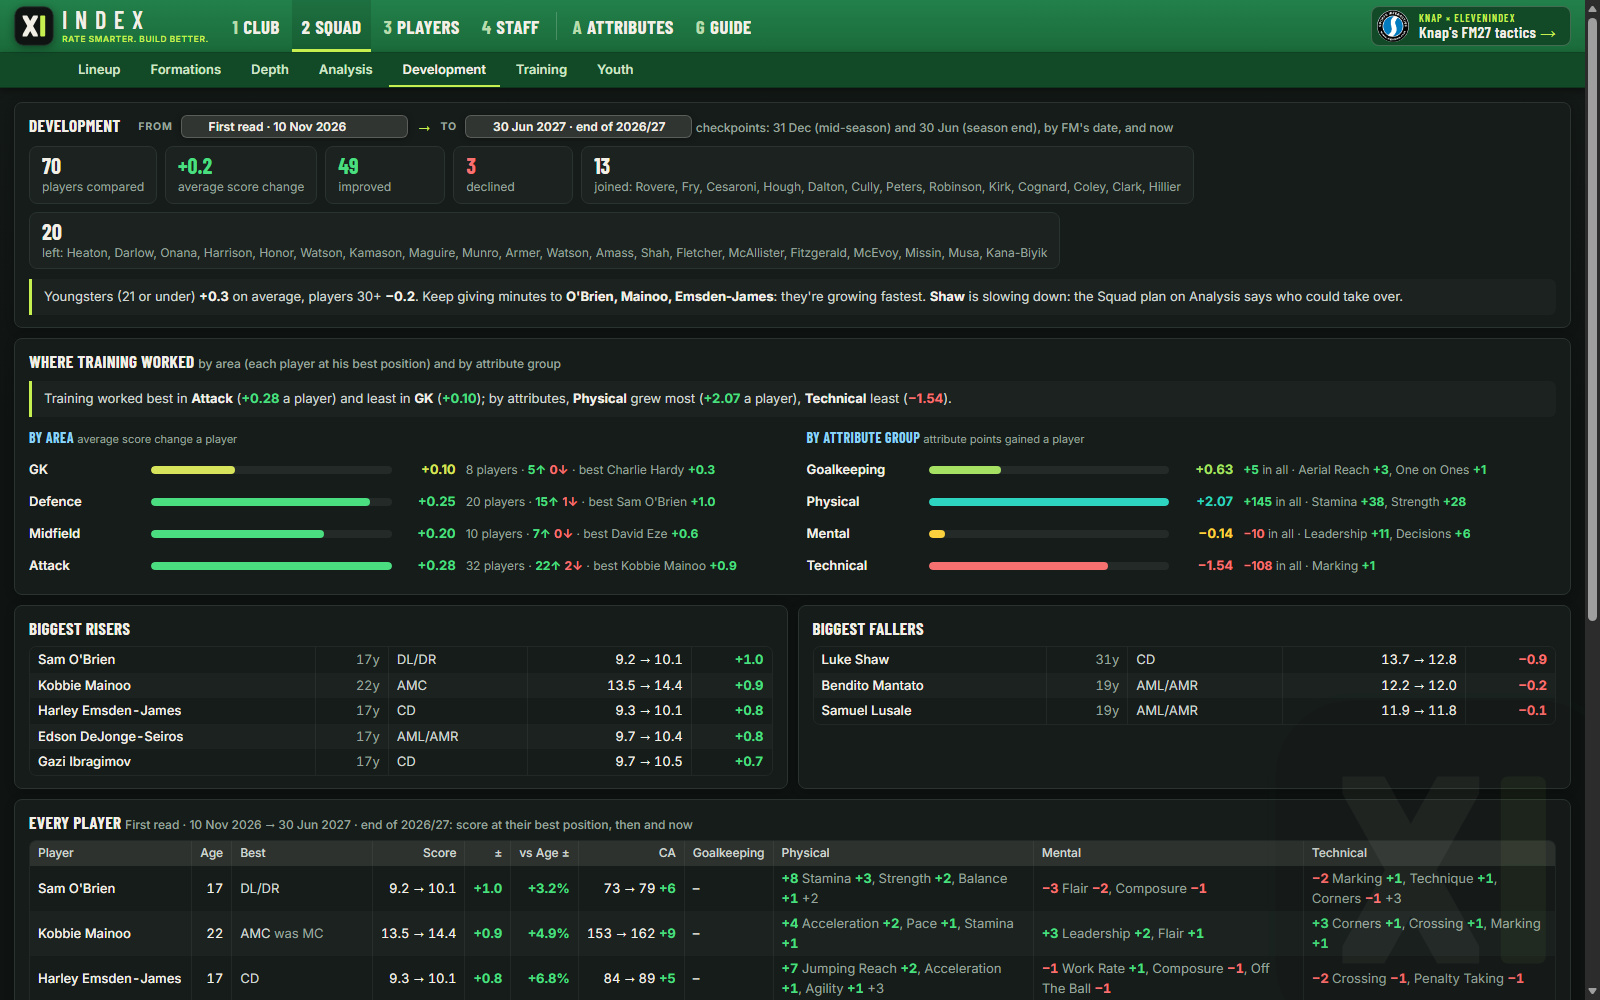 XI INDEX
RATE SMARTER. BUILD BETTER.
1 CLUB 2 SQUAD 3 PLAYERS 4 STAFF A ATTRIBUTES G GUIDE
KNAP × ELEVENINDEX
Knap's FM27 tactics →
Lineup Formations Depth Analysis Development Training Youth
DEVELOPMENT FROM First read · 10 Nov 2026 → TO 30 Jun 2027 · end of 2026/27 checkpoints: 31 Dec (mid-season) and 30 Jun (season end), by FM's date, and now
70 +0.2 49 3 13
players compared average score change improved declined joined: Rovere, Fry, Cesaroni, Hough, Dalton, Cully, Peters, Robinson, Kirk, Cognard, Coley, Clark, Hillier
20
left: Heaton, Darlow, Onana, Harrison, Honor, Watson, Kamason, Maguire, Munro, Armer, Watson, Amass, Shah, Fletcher, McAllister, Fitzgerald, McEvoy, Missin, Musa, Kana-Biyik
Youngsters (21 or under) +0.3 on average, players 30+ −0.2. Keep giving minutes to O'Brien, Mainoo, Emsden-James: they're growing fastest. Shaw is slowing down: the Squad plan on Analysis says who could take over.
WHERE TRAINING WORKED by area (each player at his best position) and by attribute group
Training worked best in Attack (+0.28 a player) and least in GK (+0.10); by attributes, Physical grew most (+2.07 a player), Technical least (−1.54).
BY AREA average score change a player
GK +0.10 8 players · 5↑ 0↓ · best Charlie Hardy +0.3
Defence +0.25 20 players · 15↑ 1↓ · best Sam O'Brien +1.0
Midfield +0.20 10 players · 7↑ 0↓ · best David Eze +0.6
Attack +0.28 32 players · 22↑ 2↓ · best Kobbie Mainoo +0.9
BY ATTRIBUTE GROUP attribute points gained a player
Goalkeeping +0.63 +5 in all · Aerial Reach +3, One on Ones +1
Physical +2.07 +145 in all · Stamina +38, Strength +28
Mental −0.14 −10 in all · Leadership +11, Decisions +6
Technical −1.54 −108 in all · Marking +1
BIGGEST RISERS
Sam O'Brien 17y DL/DR 9.2 → 10.1 +1.0
Kobbie Mainoo 22y AMC 13.5 → 14.4 +0.9
Harley Emsden-James 17y CD 9.3 → 10.1 +0.8
Edson DeJonge-Seiros 17y AML/AMR 9.7 → 10.4 +0.8
Gazi Ibragimov 17y CD 9.7 → 10.5 +0.7
BIGGEST FALLERS
Luke Shaw 31y CD 13.7 → 12.8 −0.9
Bendito Mantato 19y AML/AMR 12.2 → 12.0 −0.2
Samuel Lusale 19y AML/AMR 11.9 → 11.8 −0.1
EVERY PLAYER First read · 10 Nov 2026 → 30 Jun 2027 · end of 2026/27: score at their best position, then and now
Player Age Best Score ± vs Age ± CA Goalkeeping Physical Mental Technical
Sam O'Brien 17 DL/DR 9.2 → 10.1 +1.0 +3.2% 73 → 79 +6 – +8 Stamina +3, Strength +2, Balance +1 +2 −3 Flair −2, Composure −1 −2 Marking +1, Technique +1, Corners −1 +3
Kobbie Mainoo 22 AMC was MC 13.5 → 14.4 +0.9 +4.9% 153 → 162 +9 – +4 Acceleration +2, Pace +1, Stamina +1 +3 Leadership +2, Flair +1 +3 Corners +1, Crossing +1, Marking +1
Harley Emsden-James 17 CD 9.3 → 10.1 +0.8 +6.8% 84 → 89 +5 – +7 Jumping Reach +2, Acceleration +1, Agility +1 +3 −1 Work Rate +1, Composure −1, Off The Ball −1 −2 Crossing −1, Penalty Taking −1